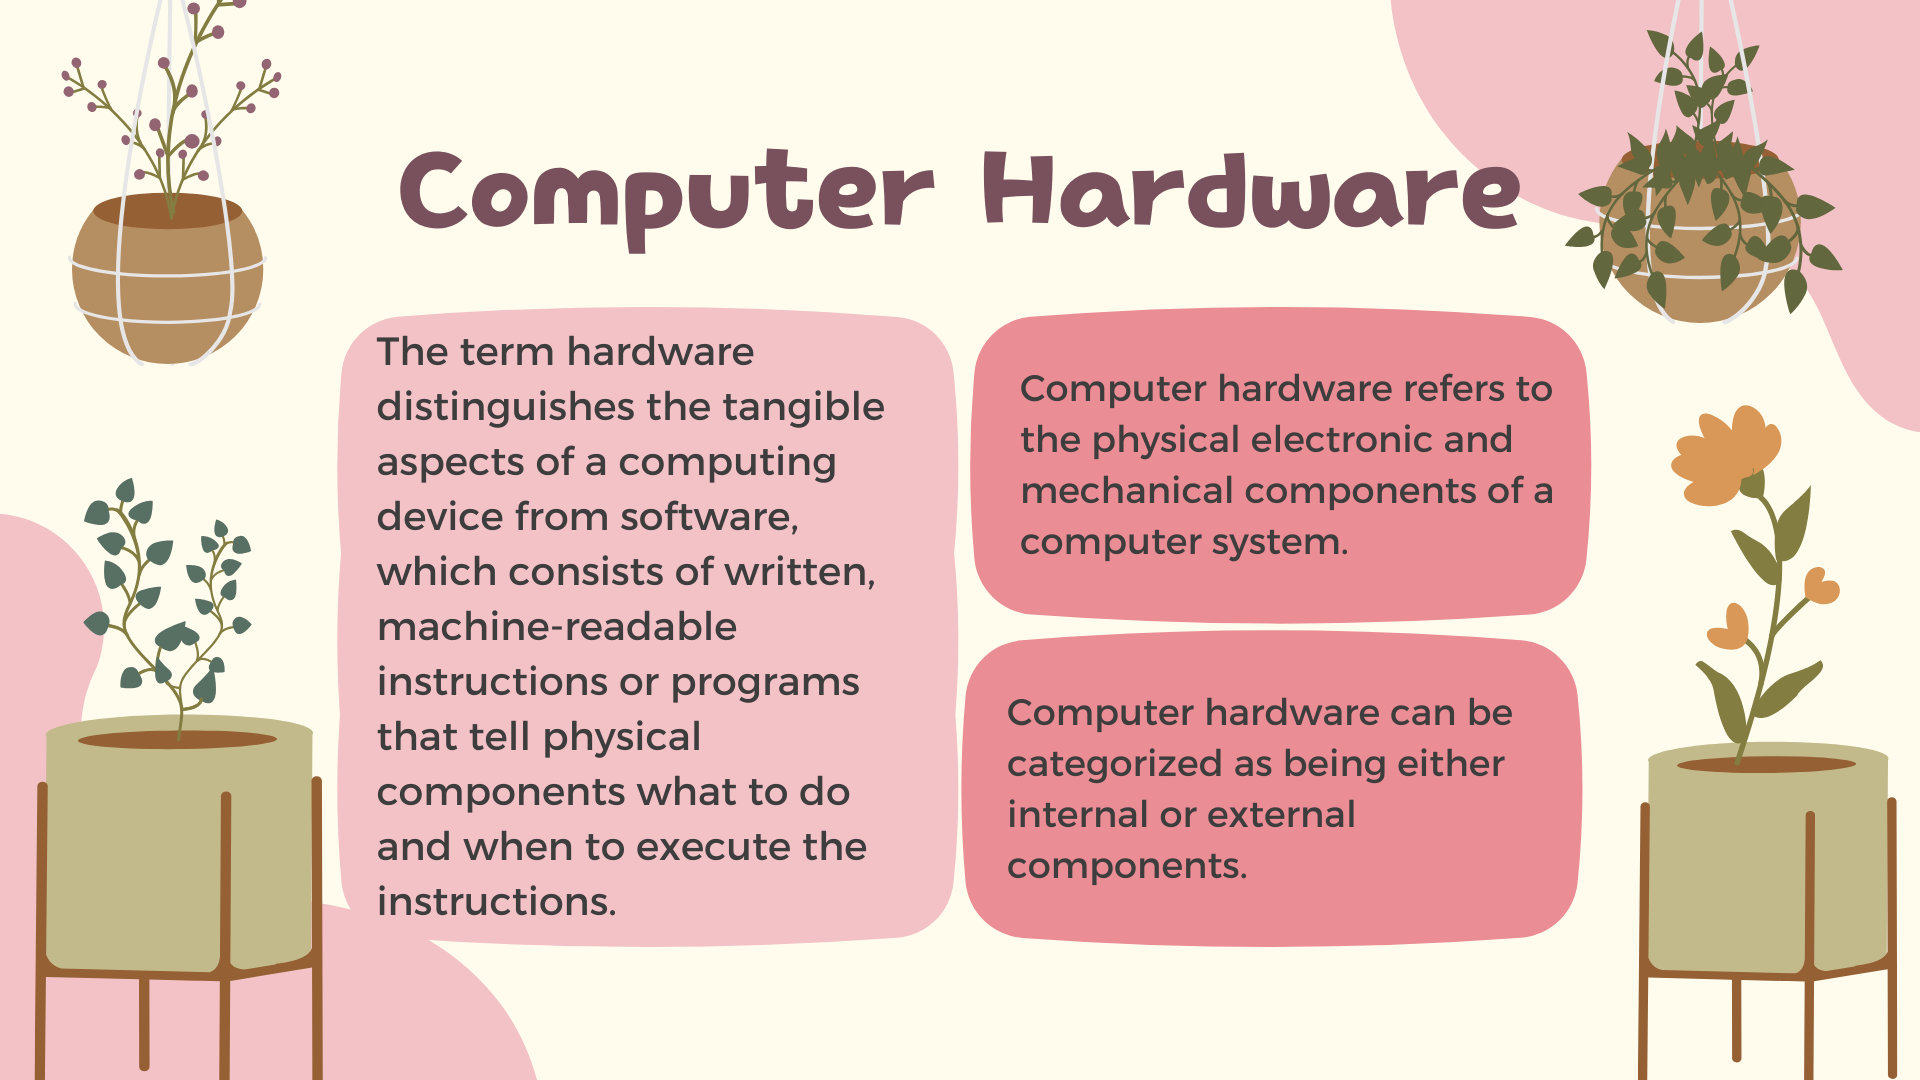 Computer Hardware
The term hardware
distinguishes the tangible
aspects of a computing
device from software,
which consists of written,
machine-readable
instructions or programs
that tell physical
components what to do
and when to execute the
instructions.
Computer hardware refers to
the physical electronic and
mechanical components of a
computer system.
Computer hardware can be
categorized as being either
internal or external
components.